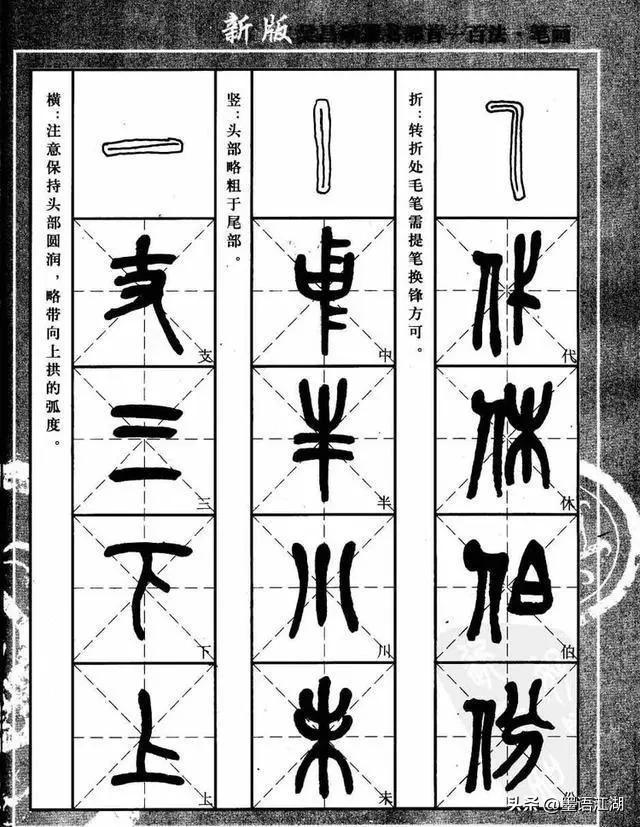 新版
百法·笔画
横：注意保持头部圆润，略带向上拱的弧度。
支
三
下
上
竖：头部略粗于尾部。
中
半
川
未
折：转折处毛笔需提笔换锋方可。
代
休
伯
份
头条 @墨语江湖